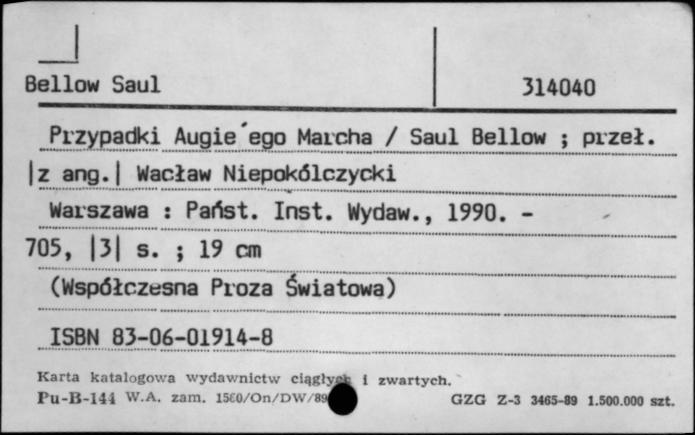 Bellow Saul 314040
Przypadki Augie´ego Marcha / Saul Bellow ; przeł.
|z ang.| Wacław Niepokólczycki
Warszawa : Państ. Inst. Wydaw., 1990. -
705, |3| s. ; 19 cm
(Współczesna Proza Światowa)
ISBN 83-06-01914-8
Karta katalogowa wydawnictw ciągłych i zwartych.
Pu-B-144 W.A. zam. 1560/On/DW/89 GZG Z-3 3465-89 1.500.000 szt.